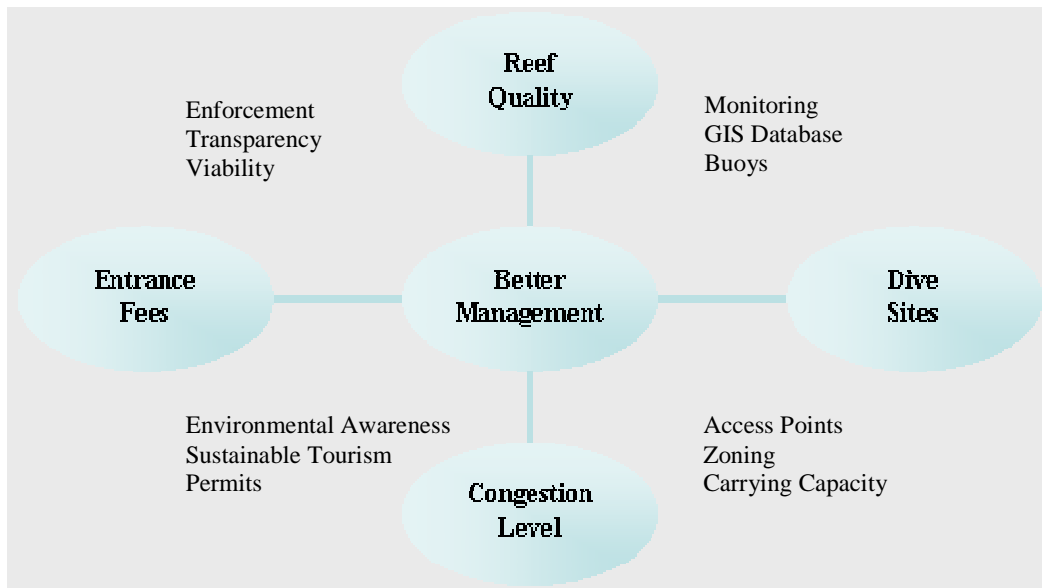 Reef
Quality
Enforcement
Transparency
Viability
Monitoring
GIS Database
Buoys
Entrance
Fees
Better
Management
Dive
Sites
Environmental Awareness
Sustainable Tourism
Permits
Access Points
Zoning
Carrying Capacity
Congestion
Level